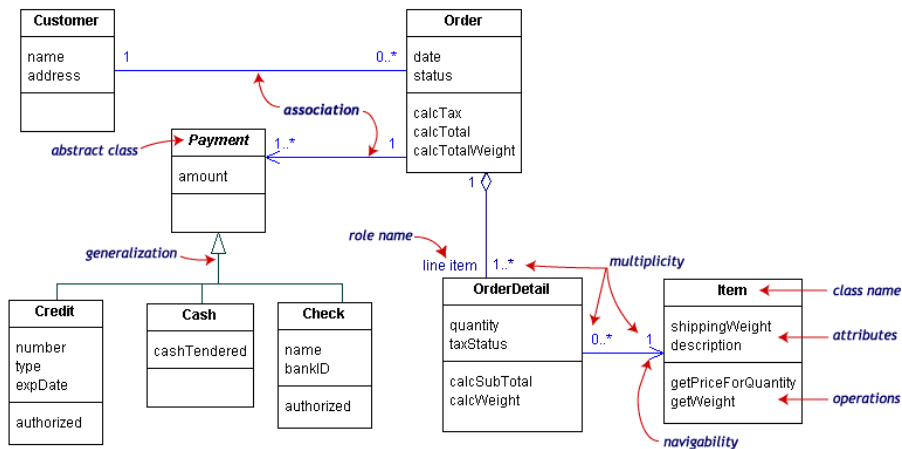 Customer
name
address
1
0..*
association
Order
date
status
calcTax
calcTotal
calcTotalWeight
abstract class
Payment
amount
1..*
1
1
generalization
role name
line item
1..*
multiplicity
Credit
number
type
expDate
authorized
Cash
cashTendered
Check
name
bankID
authorized
OrderDetail
quantity
taxStatus
calcSubTotal
calcWeight
0..*
1
navigability
Item
shippingWeight
description
getPriceForQuantity
getWeight
class name
attributes
operations